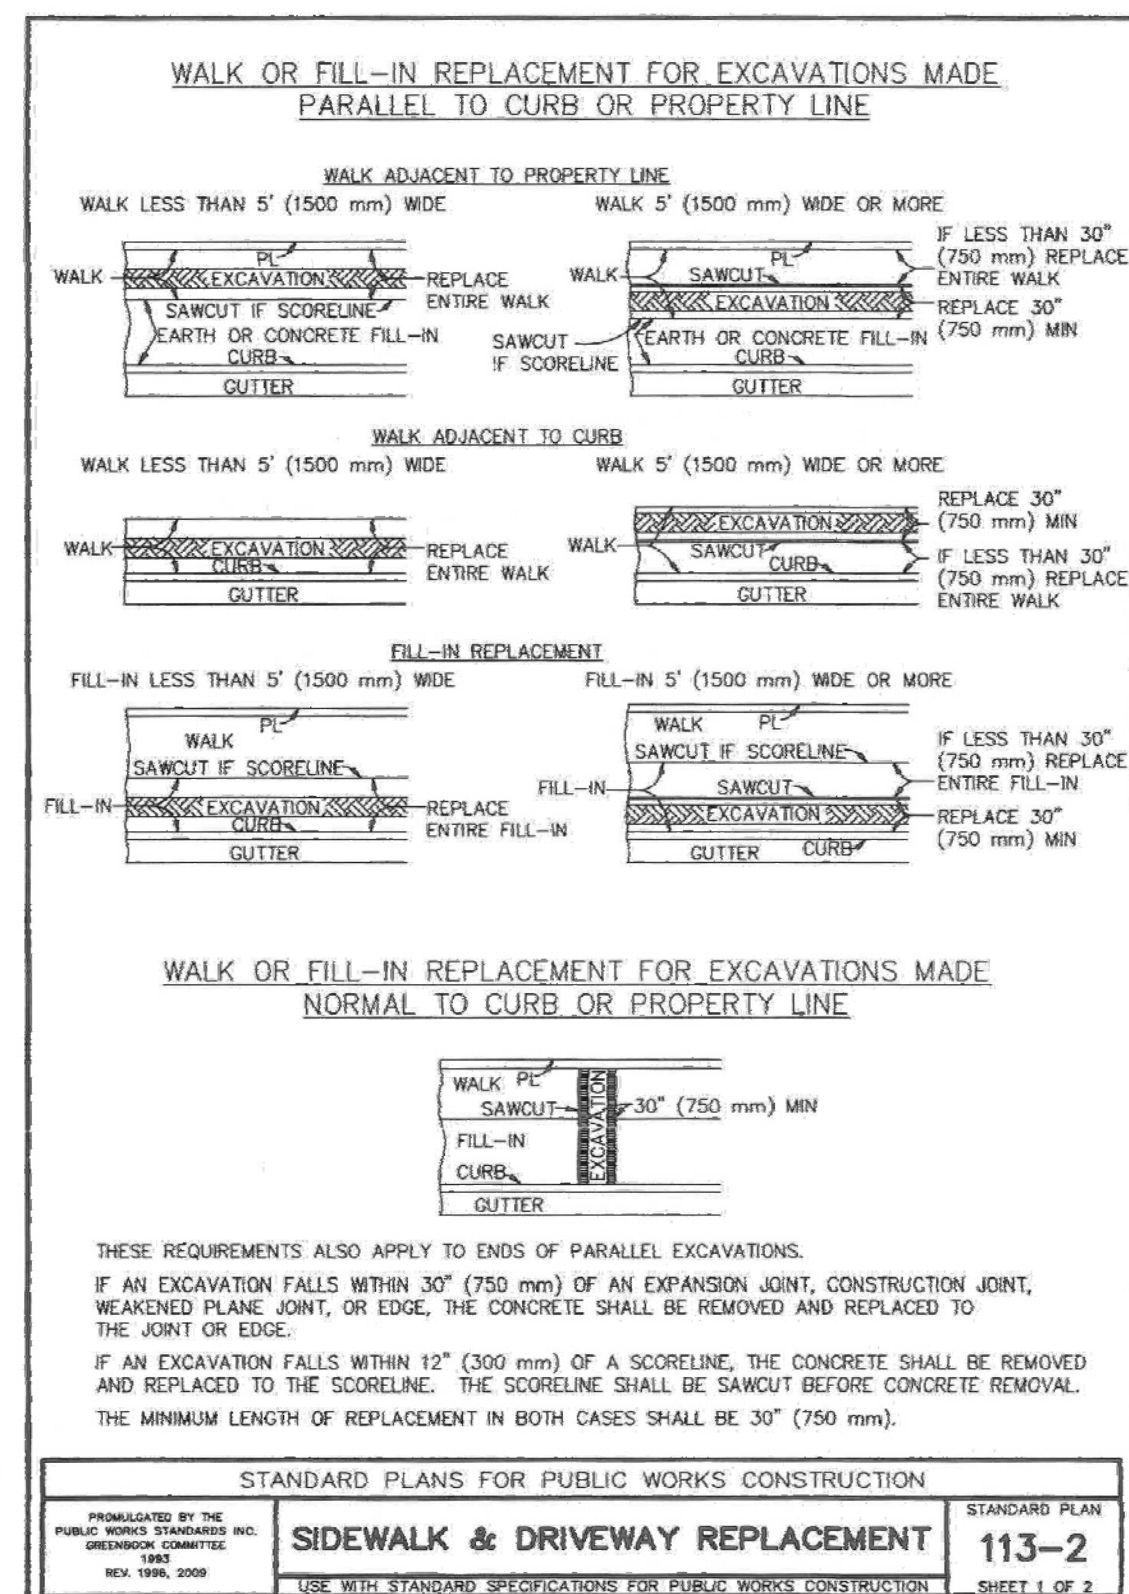 WALK OR FILL-IN REPLACEMENT FOR EXCAVATIONS MADE
PARALLEL TO CURB OR PROPERTY LINE
WALK ADJACENT TO PROPERTY LINE
WALK LESS THAN 5' (1500 mm) WIDE
PL
WALK
EXCAVATION
REPLACE
ENTIRE WALK
SAWCUT IF SCORELINE
EARTH OR CONCRETE FILL-IN
CURB
GUTTER
WALK 5' (1500 mm) WIDE OR MORE
IF LESS THAN 30"
(750 mm) REPLACE
ENTIRE WALK
PL
WALK
SAWCUT
EXCAVATION
REPLACE 30"
(750 mm) MIN
SAWCUT
IF SCORELINE
EARTH OR CONCRETE FILL-IN
CURB
GUTTER
WALK ADJACENT TO CURB
WALK LESS THAN 5' (1500 mm) WIDE
WALK
EXCAVATION
REPLACE
ENTIRE WALK
CURB
GUTTER
WALK 5' (1500 mm) WIDE OR MORE
REPLACE 30"
(750 mm) MIN
EXCAVATION
WALK
SAWCUT
CURB
IF LESS THAN 30"
(750 mm) REPLACE
ENTIRE WALK
GUTTER
FILL-IN REPLACEMENT
FILL-IN LESS THAN 5' (1500 mm) WIDE
PL
WALK
SAWCUT IF SCORELINE
FILL-IN
EXCAVATION
REPLACE
ENTIRE FILL-IN
CURB
GUTTER
FILL-IN 5' (1500 mm) WIDE OR MORE
WALK
PL
SAWCUT IF SCORELINE
IF LESS THAN 30"
(750 mm) REPLACE
ENTIRE FILL-IN
FILL-IN
SAWCUT
EXCAVATION
REPLACE 30"
(750 mm) MIN
GUTTER
CURB
WALK OR FILL-IN REPLACEMENT FOR EXCAVATIONS MADE
NORMAL TO CURB OR PROPERTY LINE
WALK
PL
SAWCUT
EXCAVATION
30" (750 mm) MIN
FILL-IN
CURB
GUTTER
THESE REQUIREMENTS ALSO APPLY TO ENDS OF PARALLEL EXCAVATIONS.
IF AN EXCAVATION FALLS WITHIN 30" (750 mm) OF AN EXPANSION JOINT, CONSTRUCTION JOINT,
WEAKENED PLANE JOINT, OR EDGE, THE CONCRETE SHALL BE REMOVED AND REPLACED TO
THE JOINT OR EDGE.
IF AN EXCAVATION FALLS WITHIN 12" (300 mm) OF A SCORELINE, THE CONCRETE SHALL BE REMOVED
AND REPLACED TO THE SCORELINE. THE SCORELINE SHALL BE SAWCUT BEFORE CONCRETE REMOVAL.
THE MINIMUM LENGTH OF REPLACEMENT IN BOTH CASES SHALL BE 30" (750 mm).
STANDARD PLANS FOR PUBLIC WORKS CONSTRUCTION
PROMULGATED BY THE
PUBLIC WORKS STANDARDS INC.
GREENBOOK COMMITTEE
1993
REV. 1996, 2009
SIDEWALK & DRIVEWAY REPLACEMENT
USE WITH STANDARD SPECIFICATIONS FOR PUBLIC WORKS CONSTRUCTION
STANDARD PLAN
113-2
SHEET 1 OF 2